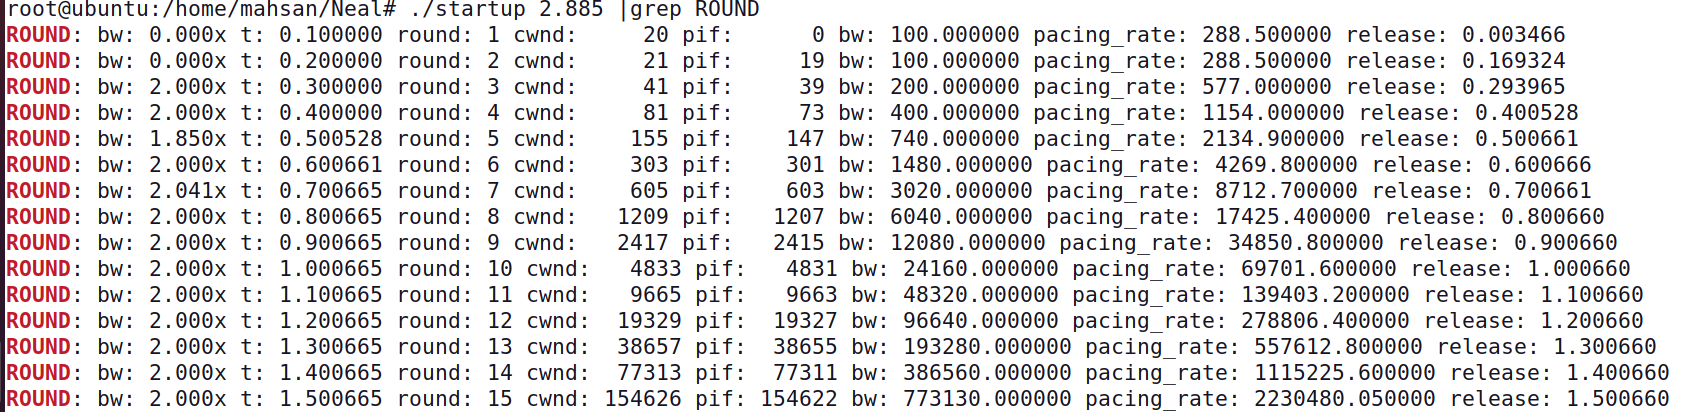 root@ubuntu:/home/mahsan/Neal# ./startup 2.885 |grep ROUND
ROUND: bw: 0.000x t: 0.100000 round: 1 cwnd:     20 pif:      0 bw: 100.000000 pacing_rate: 288.500000 release: 0.003466
ROUND: bw: 0.000x t: 0.200000 round: 2 cwnd:     21 pif:     19 bw: 100.000000 pacing_rate: 288.500000 release: 0.169324
ROUND: bw: 2.000x t: 0.300000 round: 3 cwnd:     41 pif:     39 bw: 200.000000 pacing_rate: 577.000000 release: 0.293965
ROUND: bw: 2.000x t: 0.400000 round: 4 cwnd:     81 pif:     73 bw: 400.000000 pacing_rate: 1154.000000 release: 0.400528
ROUND: bw: 1.850x t: 0.500528 round: 5 cwnd:    155 pif:    147 bw: 740.000000 pacing_rate: 2134.900000 release: 0.500661
ROUND: bw: 2.000x t: 0.600661 round: 6 cwnd:    303 pif:    301 bw: 1480.000000 pacing_rate: 4269.800000 release: 0.600666
ROUND: bw: 2.041x t: 0.700665 round: 7 cwnd:    605 pif:    603 bw: 3020.000000 pacing_rate: 8712.700000 release: 0.700661
ROUND: bw: 2.000x t: 0.800665 round: 8 cwnd:   1209 pif:   1207 bw: 6040.000000 pacing_rate: 17425.400000 release: 0.800660
ROUND: bw: 2.000x t: 0.900665 round: 9 cwnd:   2417 pif:   2415 bw: 12080.000000 pacing_rate: 34850.800000 release: 0.900660
ROUND: bw: 2.000x t: 1.000665 round: 10 cwnd:   4833 pif:   4831 bw: 24160.000000 pacing_rate: 69701.600000 release: 1.000660
ROUND: bw: 2.000x t: 1.100665 round: 11 cwnd:   9665 pif:   9663 bw: 48320.000000 pacing_rate: 139403.200000 release: 1.100660
ROUND: bw: 2.000x t: 1.200665 round: 12 cwnd:  19329 pif:  19327 bw: 96640.000000 pacing_rate: 278806.400000 release: 1.200660
ROUND: bw: 2.000x t: 1.300665 round: 13 cwnd:  38657 pif:  38655 bw: 193280.000000 pacing_rate: 557612.800000 release: 1.300660
ROUND: bw: 2.000x t: 1.400665 round: 14 cwnd:  77313 pif:  77311 bw: 386560.000000 pacing_rate: 1115225.600000 release: 1.400660
ROUND: bw: 2.000x t: 1.500665 round: 15 cwnd: 154626 pif: 154622 bw: 773130.000000 pacing_rate: 2230480.050000 release: 1.500660